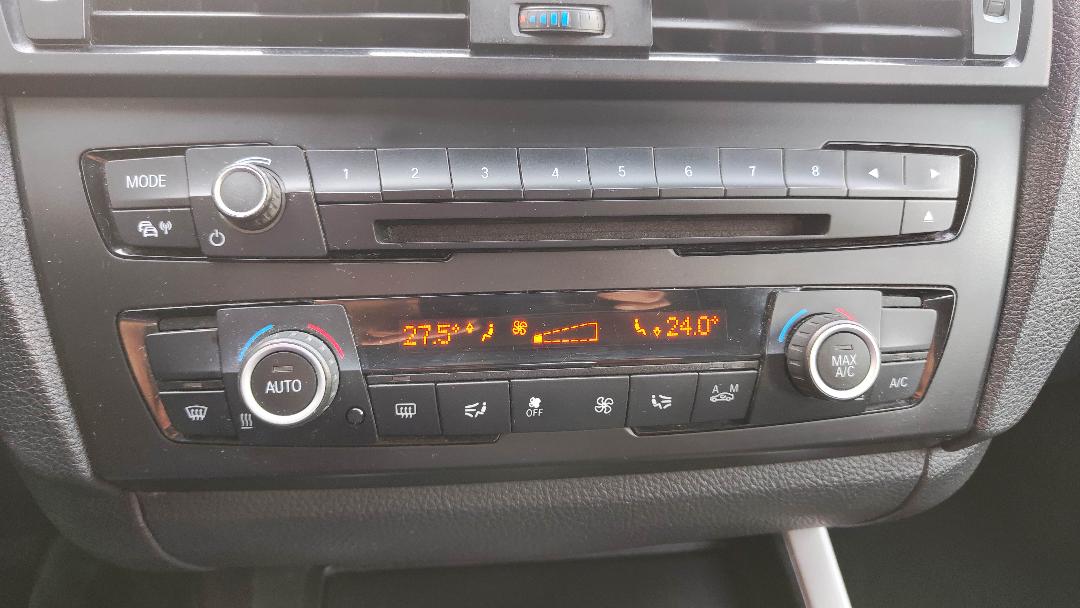 MODE 1 2 3 4 5 6 7 8
27.5° 24.0°
AUTO MAX A/C
A/C
OFF A M